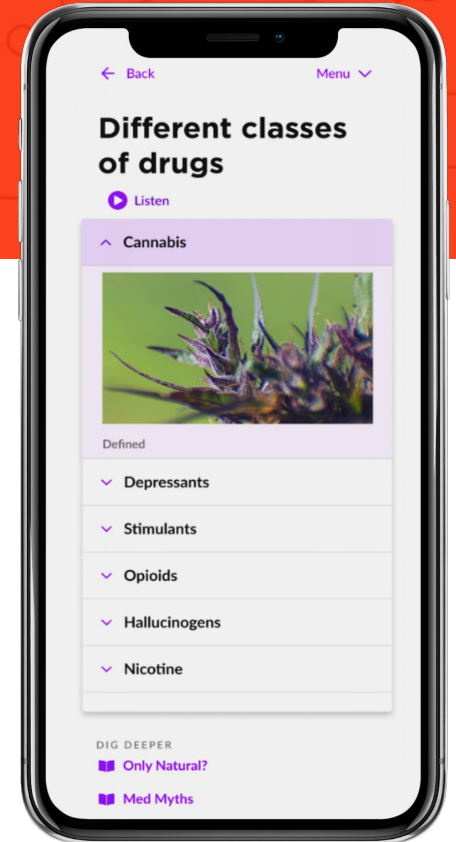 Back
Menu
Different classes
of drugs
Listen
Cannabis
Defined
Depressants
Stimulants
Opioids
Hallucinogens
Nicotine
DIG DEEPER
Only Natural?
Med Myths